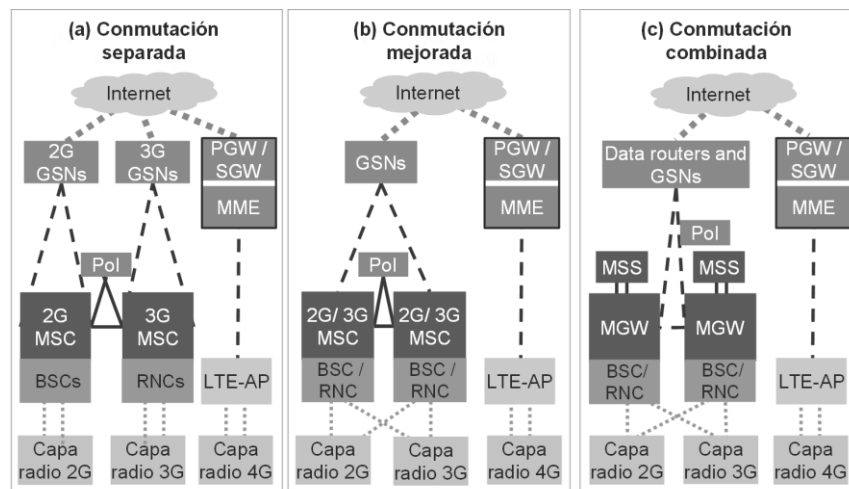 (a) Conmutación
separada
Internet
2G
GSNs
3G
GSNs
PGW /
SGW
MME
PoI
2G
MSC
3G
MSC
BSCs
RNCs
LTE-AP
Capa
radio 2G
Capa
radio 3G
Capa
radio 4G
(b) Conmutación
mejorada
Internet
GSNs
PGW /
SGW
MME
PoI
2G/ 3G
MSC
2G/ 3G
MSC
BSC /
RNC
BSC /
RNC
LTE-AP
Capa
radio 2G
Capa
radio 3G
Capa
radio 4G
(c) Conmutación
combinada
Internet
Data routers and
GSNs
PGW /
SGW
MME
PoI
MSS
MSS
MGW
MGW
BSC/
RNC
BSC/
RNC
LTE-AP
Capa
radio 2G
Capa
radio 3G
Capa
radio 4G